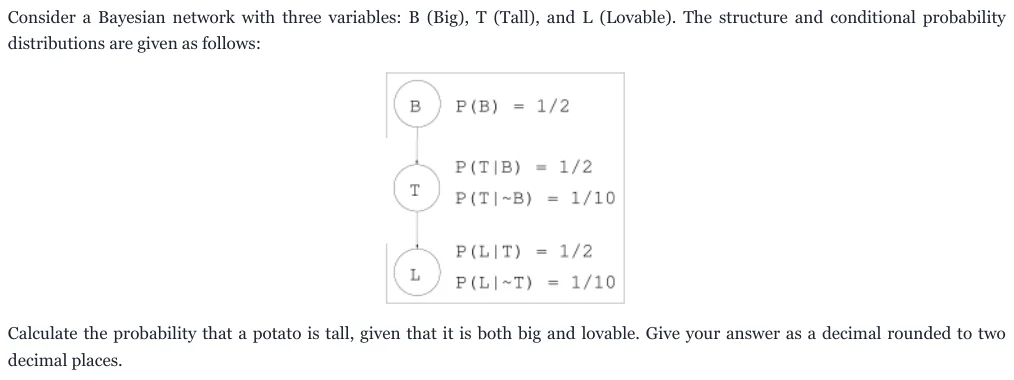 Consider a Bayesian network with three variables: B (Big), T (Tall), and L (Lovable). The structure and conditional probability
distributions are given as follows:
B P(B) = 1/2
P(T|B) = 1/2
T
P(T|~B) = 1/10
P(L|T) = 1/2
L
P(L|~T) = 1/10
Calculate the probability that a potato is tall, given that it is both big and lovable. Give your answer as a decimal rounded to two
decimal places.